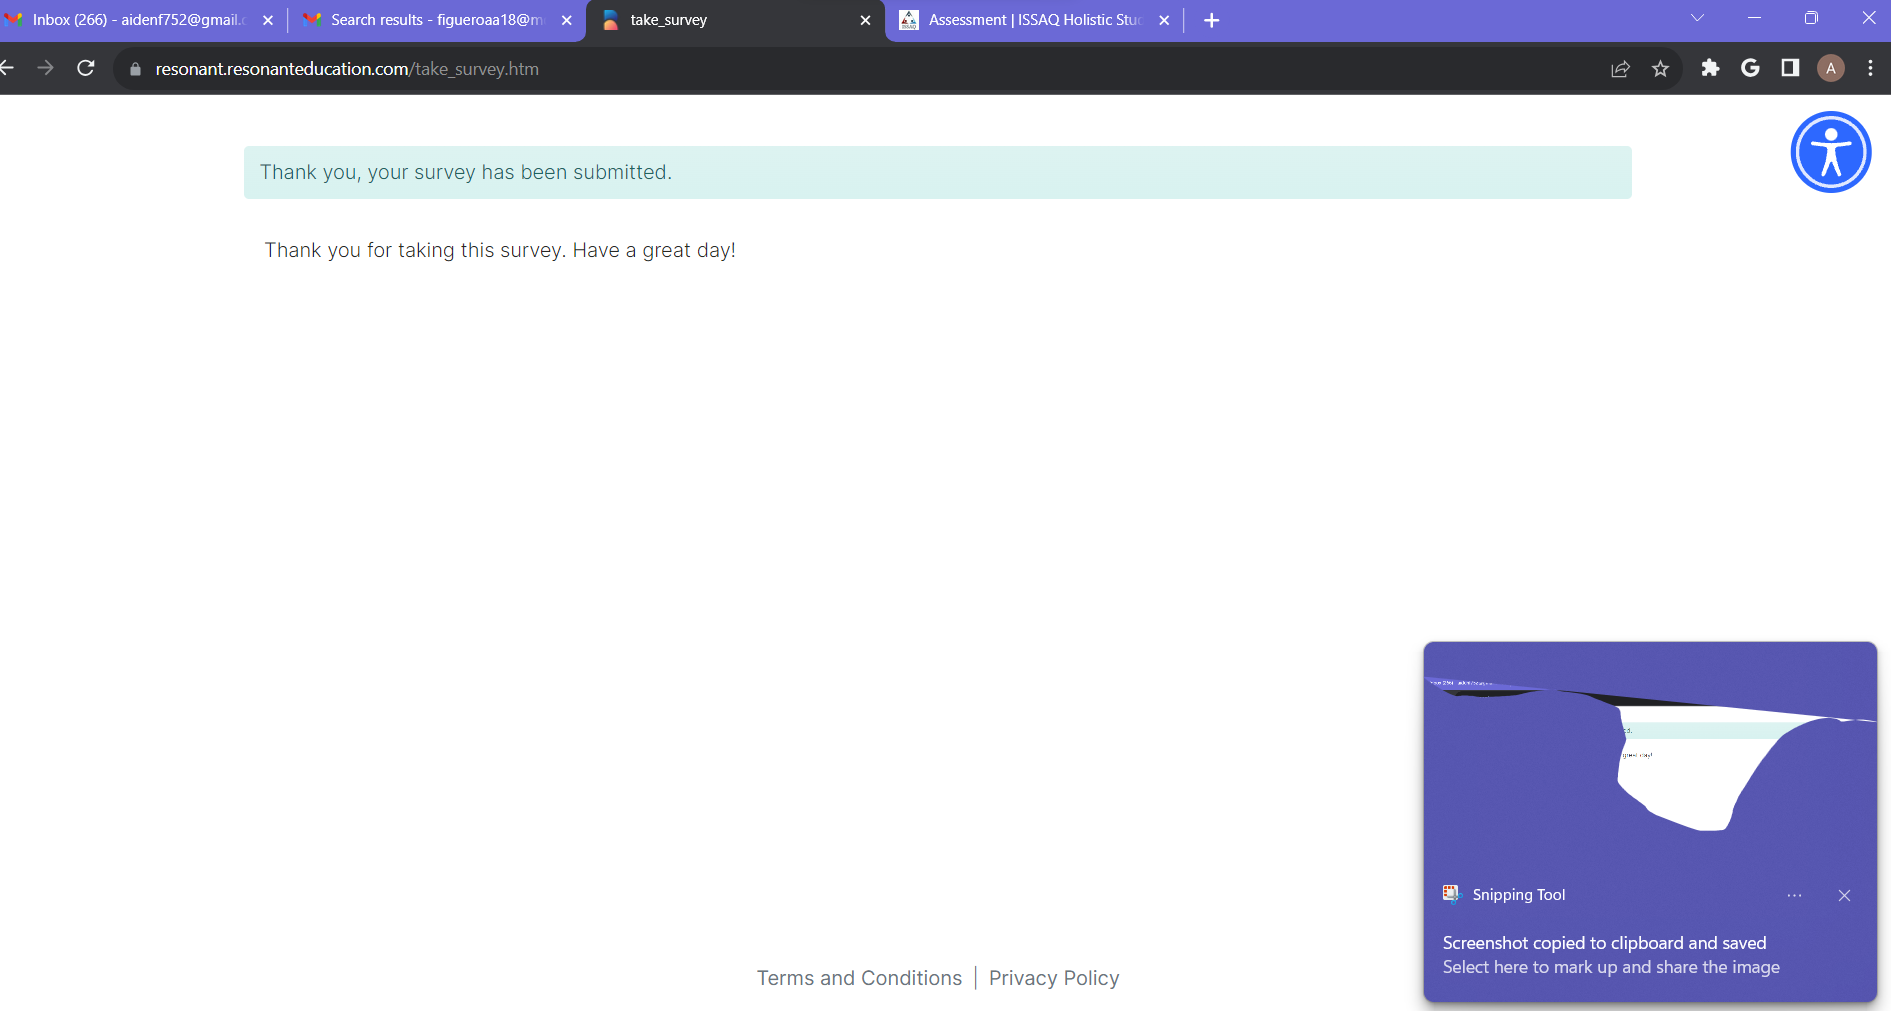 Inbox (266) - aidenf752@gmail.c
Search results - figueroaa18@m
take_survey
Assessment | ISSAQ Holistic Stuc
resonant.resonanteducation.com/take_survey.htm
A
Thank you, your survey has been submitted.
Thank you for taking this survey. Have a great day!
great day!
Snipping Tool
Screenshot copied to clipboard and saved
Select here to mark up and share the image
Terms and Conditions | Privacy Policy